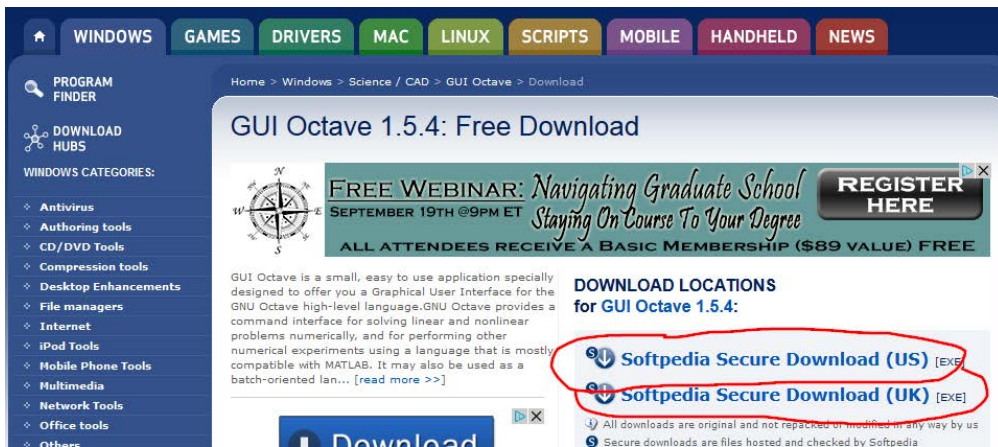 WINDOWS GAMES DRIVERS MAC LINUX SCRIPTS MOBILE HANDHELD NEWS
PROGRAM
FINDER
DOWNLOAD
HUBS
WINDOWS CATEGORIES:
Antivirus
Authoring tools
CD/DVD Tools
Compression tools
Desktop Enhancements
File managers
Internet
iPod Tools
Mobile Phone Tools
Multimedia
Network Tools
Office tools
Others
Home > Windows > Science / CAD > GUI Octave > Download
GUI Octave 1.5.4: Free Download
N
W E
S
FREE WEBINAR: Navigating Graduate School
SEPTEMBER 19TH @9PM ET Staying On Course To Your Degree
REGISTER
HERE
ALL ATTENDEES RECEIVE A BASIC MEMBERSHIP ($89 VALUE) FREE
GUI Octave is a small, easy to use application specially
designed to offer you a Graphical User Interface for the
GNU Octave high-level language.GNU Octave provides a
command interface for solving linear and nonlinear
problems numerically, and for performing other
numerical experiments using a language that is mostly
compatible with MATLAB. It may also be used as a
batch-oriented lan... [read more >>]
Download
DOWNLOAD LOCATIONS
for GUI Octave 1.5.4:
Softpedia Secure Download (US) [EXE]
Softpedia Secure Download (UK) [EXE]
All downloads are original and not repacked or modified in any way by us
Secure downloads are files hosted and checked by Softpedia